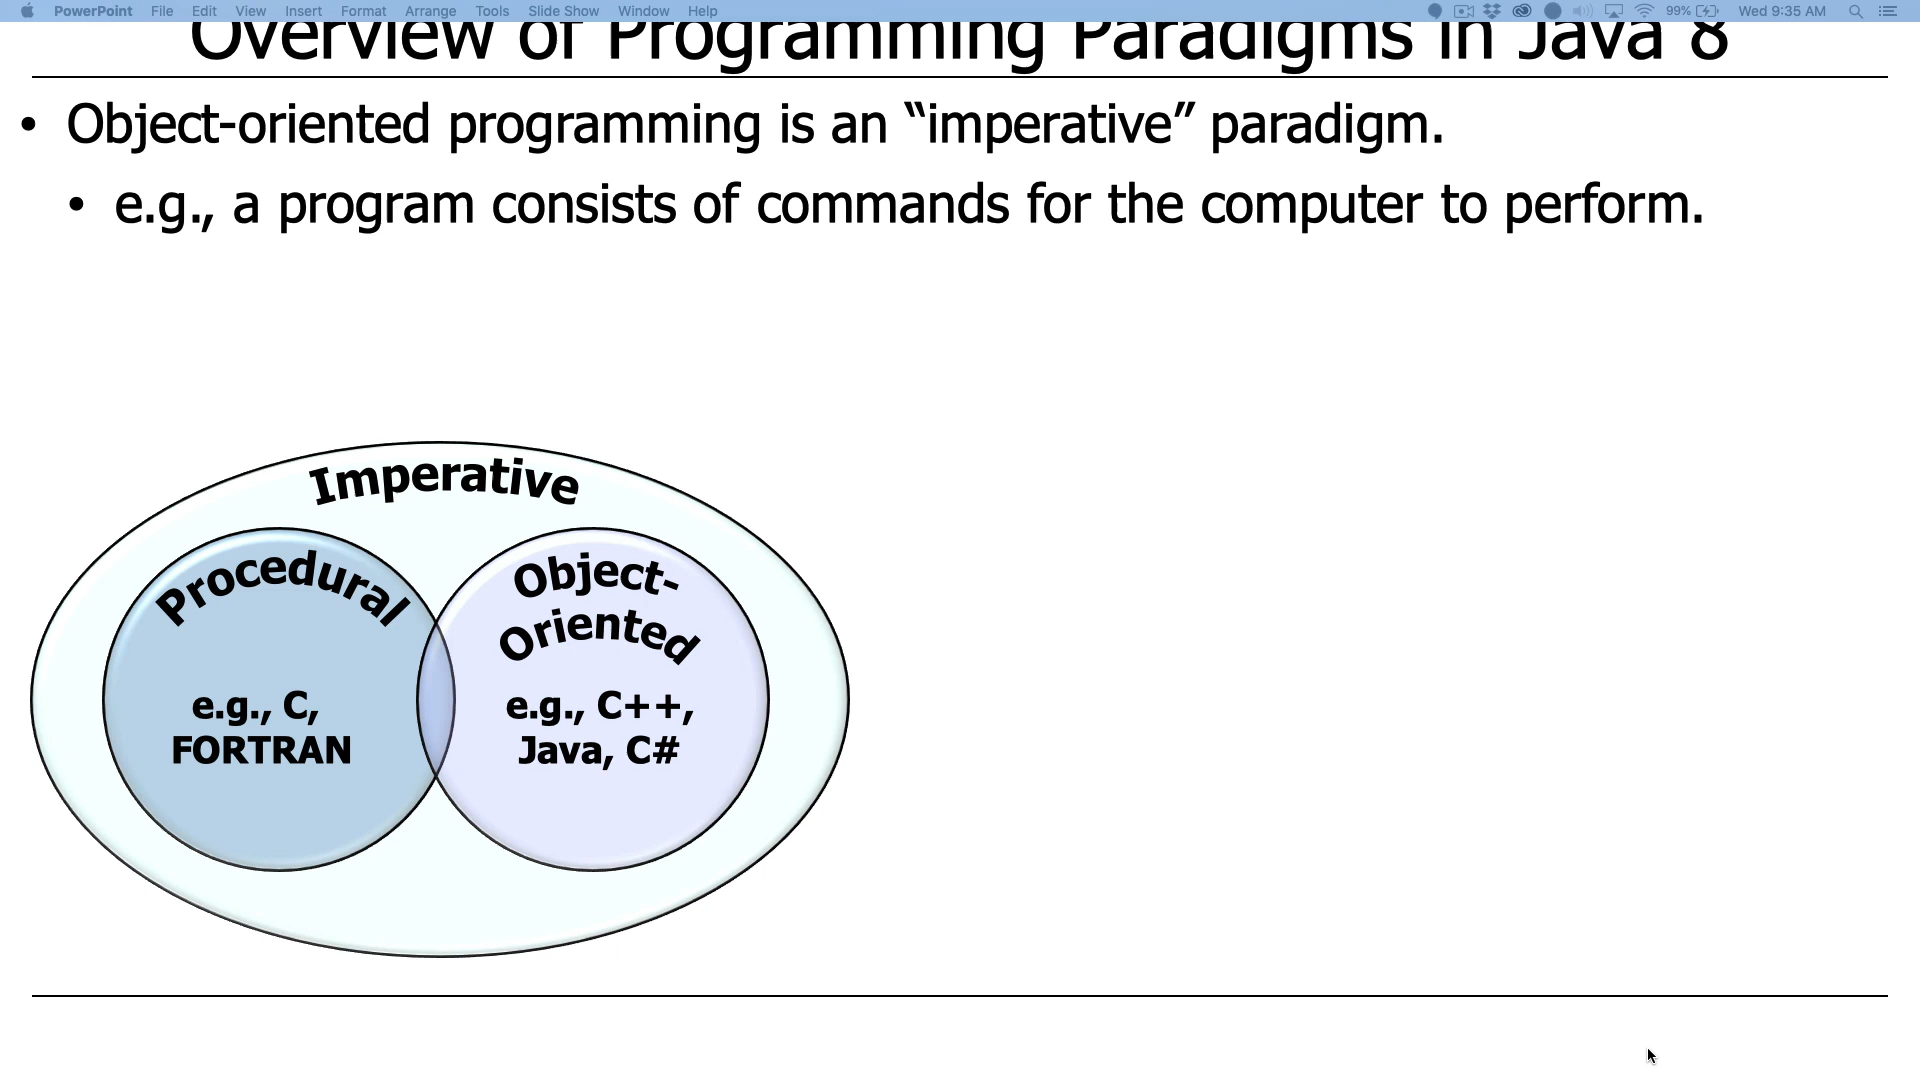 PowerPoint File Edit View Insert Format Arrange Tools Slide Show Window Help 99% Wed 9:35 AM
Overview of Programming Paradigms in Java 8
• Object-oriented programming is an “imperative” paradigm.
• e.g., a program consists of commands for the computer to perform.
Imperative
Procedural
e.g., C,
FORTRAN
Object-
Oriented
e.g., C++,
Java, C#